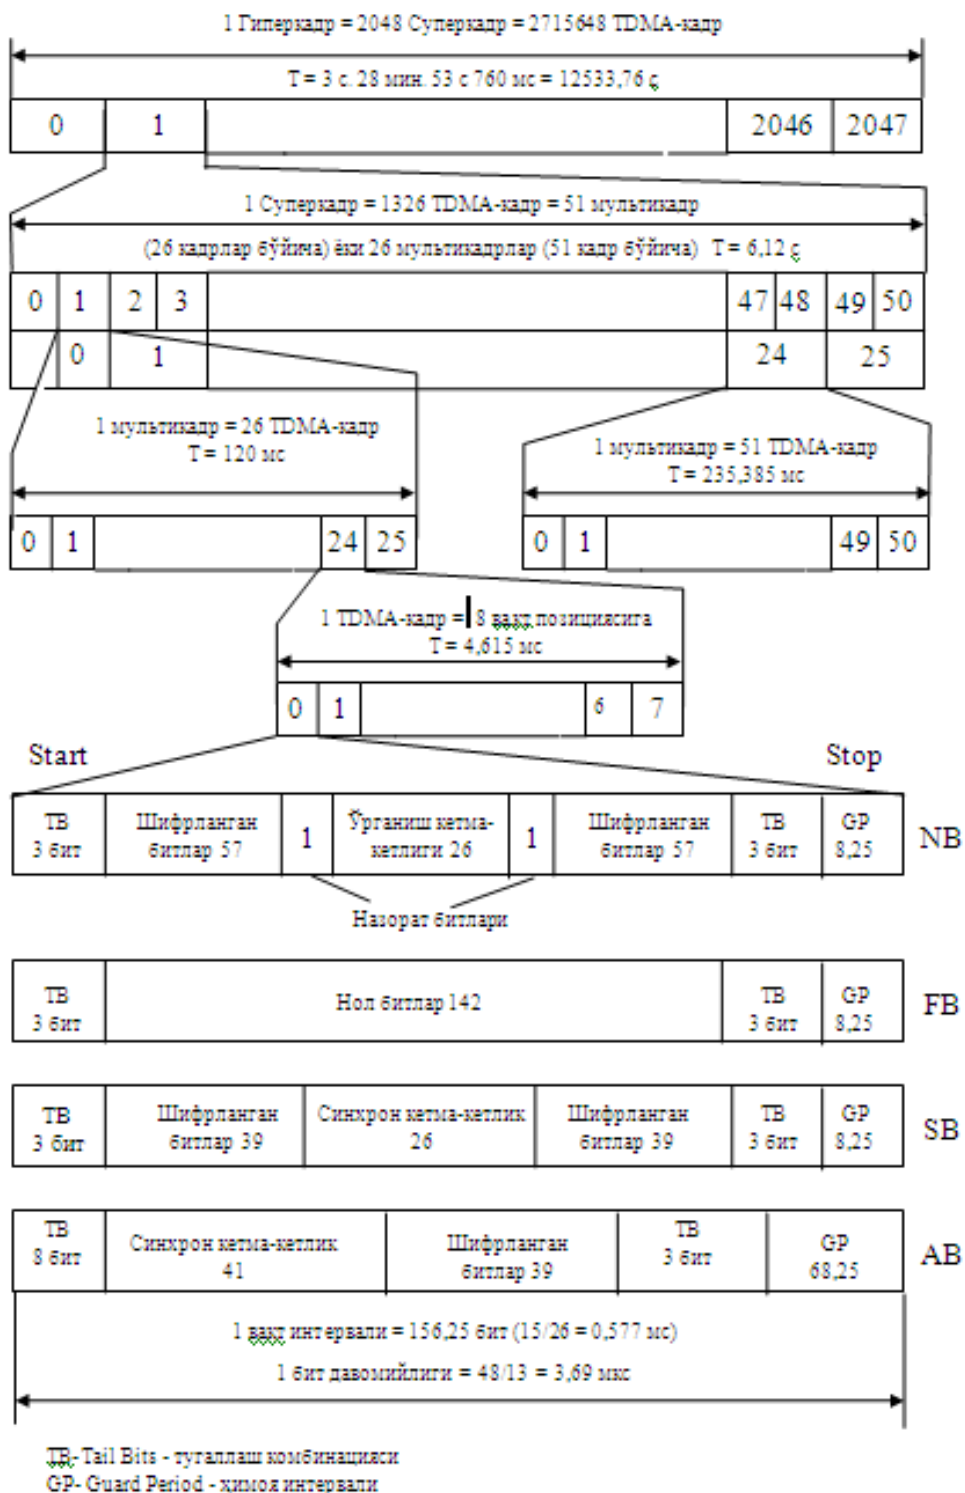 1 Гиперкадр = 2048 Суперкадр = 2715648 TDMA-кадр
T = 3 с. 28 мин. 53 с 760 мс = 12533,76 с
0 1 2046 2047
1 Суперкадр = 1326 TDMA-кадр = 51 мультикадр
(26 кадрлар бўйича) ёки 26 мультикадрлар (51 кадр бўйича) T = 6,12 с
0 1 2 3 47 48 49 50
0 1 24 25
1 мультикадр = 26 TDMA-кадр
T = 120 мс
1 мультикадр = 51 TDMA-кадр
T = 235,385 мс
0 1 24 25
0 1 49 50
1 TDMA-кадр = 8 вақт позициясига
T = 4,615 мс
0 1 6 7
Start Stop
TB
3 бит
Шифрланган
битлар 57
1
Ўрганиш кетма-
кетлиги 26
1
Шифрланган
битлар 57
TB
3 бит
GP
8,25
NB
Назорат битлари
TB
3 бит
Нол битлар 142
TB
3 бит
GP
8,25
FB
TB
3 бит
Шифрланган
битлар 39
Синхрон кетма-кетлик
26
Шифрланган
битлар 39
TB
3 бит
GP
8,25
SB
TB
8 бит
Синхрон кетма-кетлик
41
Шифрланган
битлар 39
TB
3 бит
GP
68,25
AB
1 вақт интервали = 156,25 бит (15/26 = 0,577 мс)
1 бит давомийлиги = 48/13 = 3,69 мкс
TB- Tail Bits - тугаллаш комбинацияси
GP- Guard Period - ҳимоя интервали